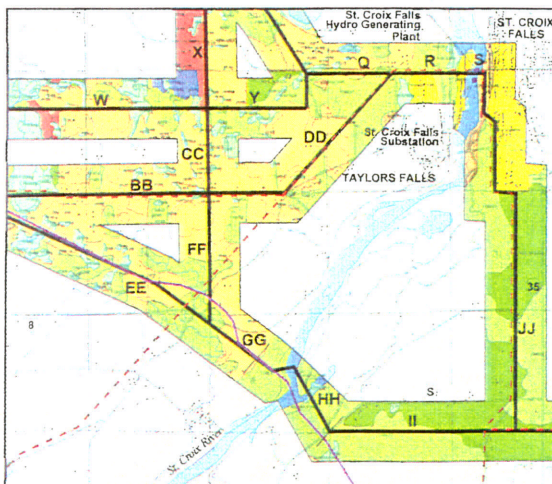 St. Croix Falls
Hydro Generating
Plant
ST. CROIX
FALLS
X
Q
R
S
W
Y
DD
St. Croix Falls
Substation
CC
TAYLORS FALLS
BB
FF
EE
35
8
JJ
GG
HH
S
II
St. Croix River